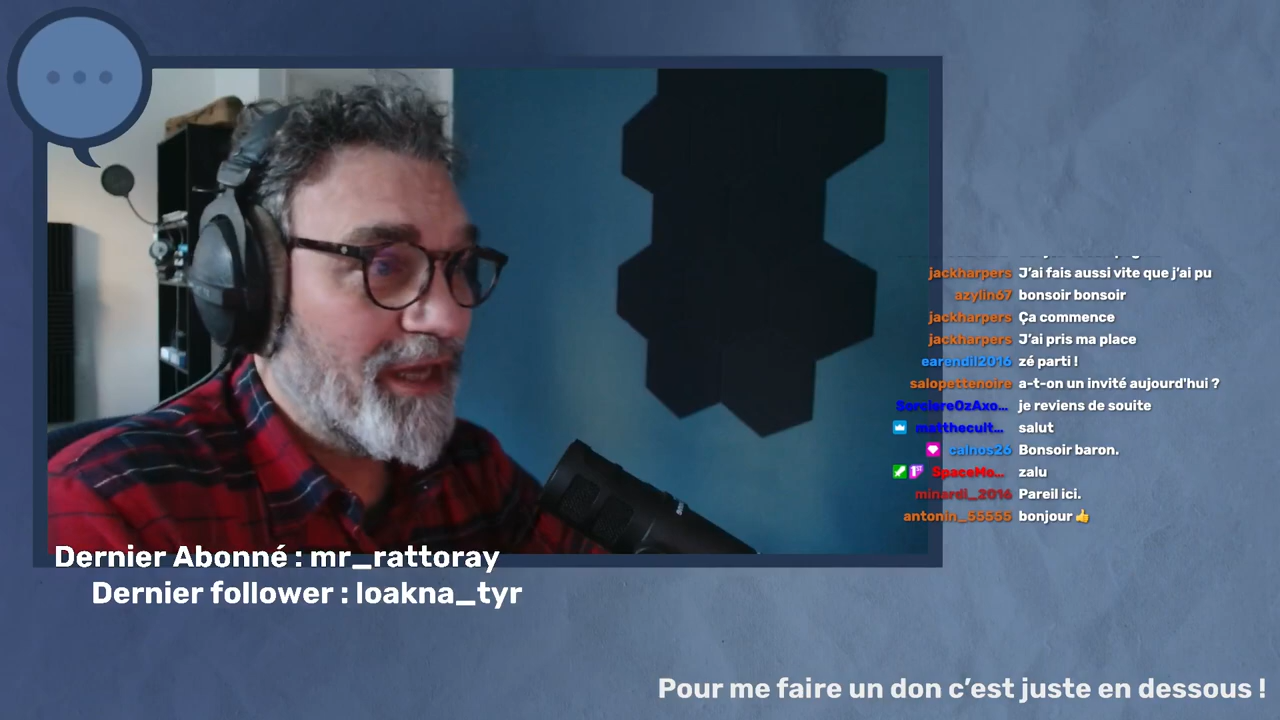 jackharpers J'ai fais aussi vite que j'ai pu
azylin67 bonsoir bonsoir
jackharpers Ça commence
jackharpers J'ai pris ma place
earendil2016 zé parti !
salopettenoire a-t-on un invité aujourd'hui ?
SorciereOzAxo... je reviens de souite
matthecult... salut
calnos26 Bonsoir baron.
SpaceMo... zalu
minardi_2016 Pareil ici.
antonin_55555 bonjour 👍
Dernier Abonné : mr_rattoray
Dernier follower : loakna_tyr
Pour me faire un don c'est juste en dessous !